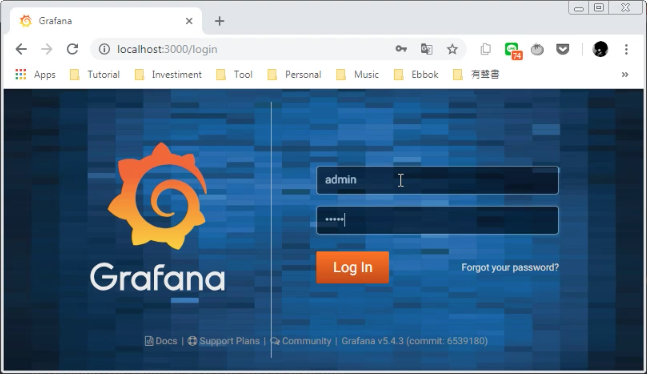 Grafana
localhost:3000/login
74
Apps Tutorial Investiment Tool Personal Music Ebbok 有聲書 »
admin
•••••
Log In Forgot your password?
Grafana
Docs | Support Plans | Community | Grafana v5.4.3 (commit: 6539180)